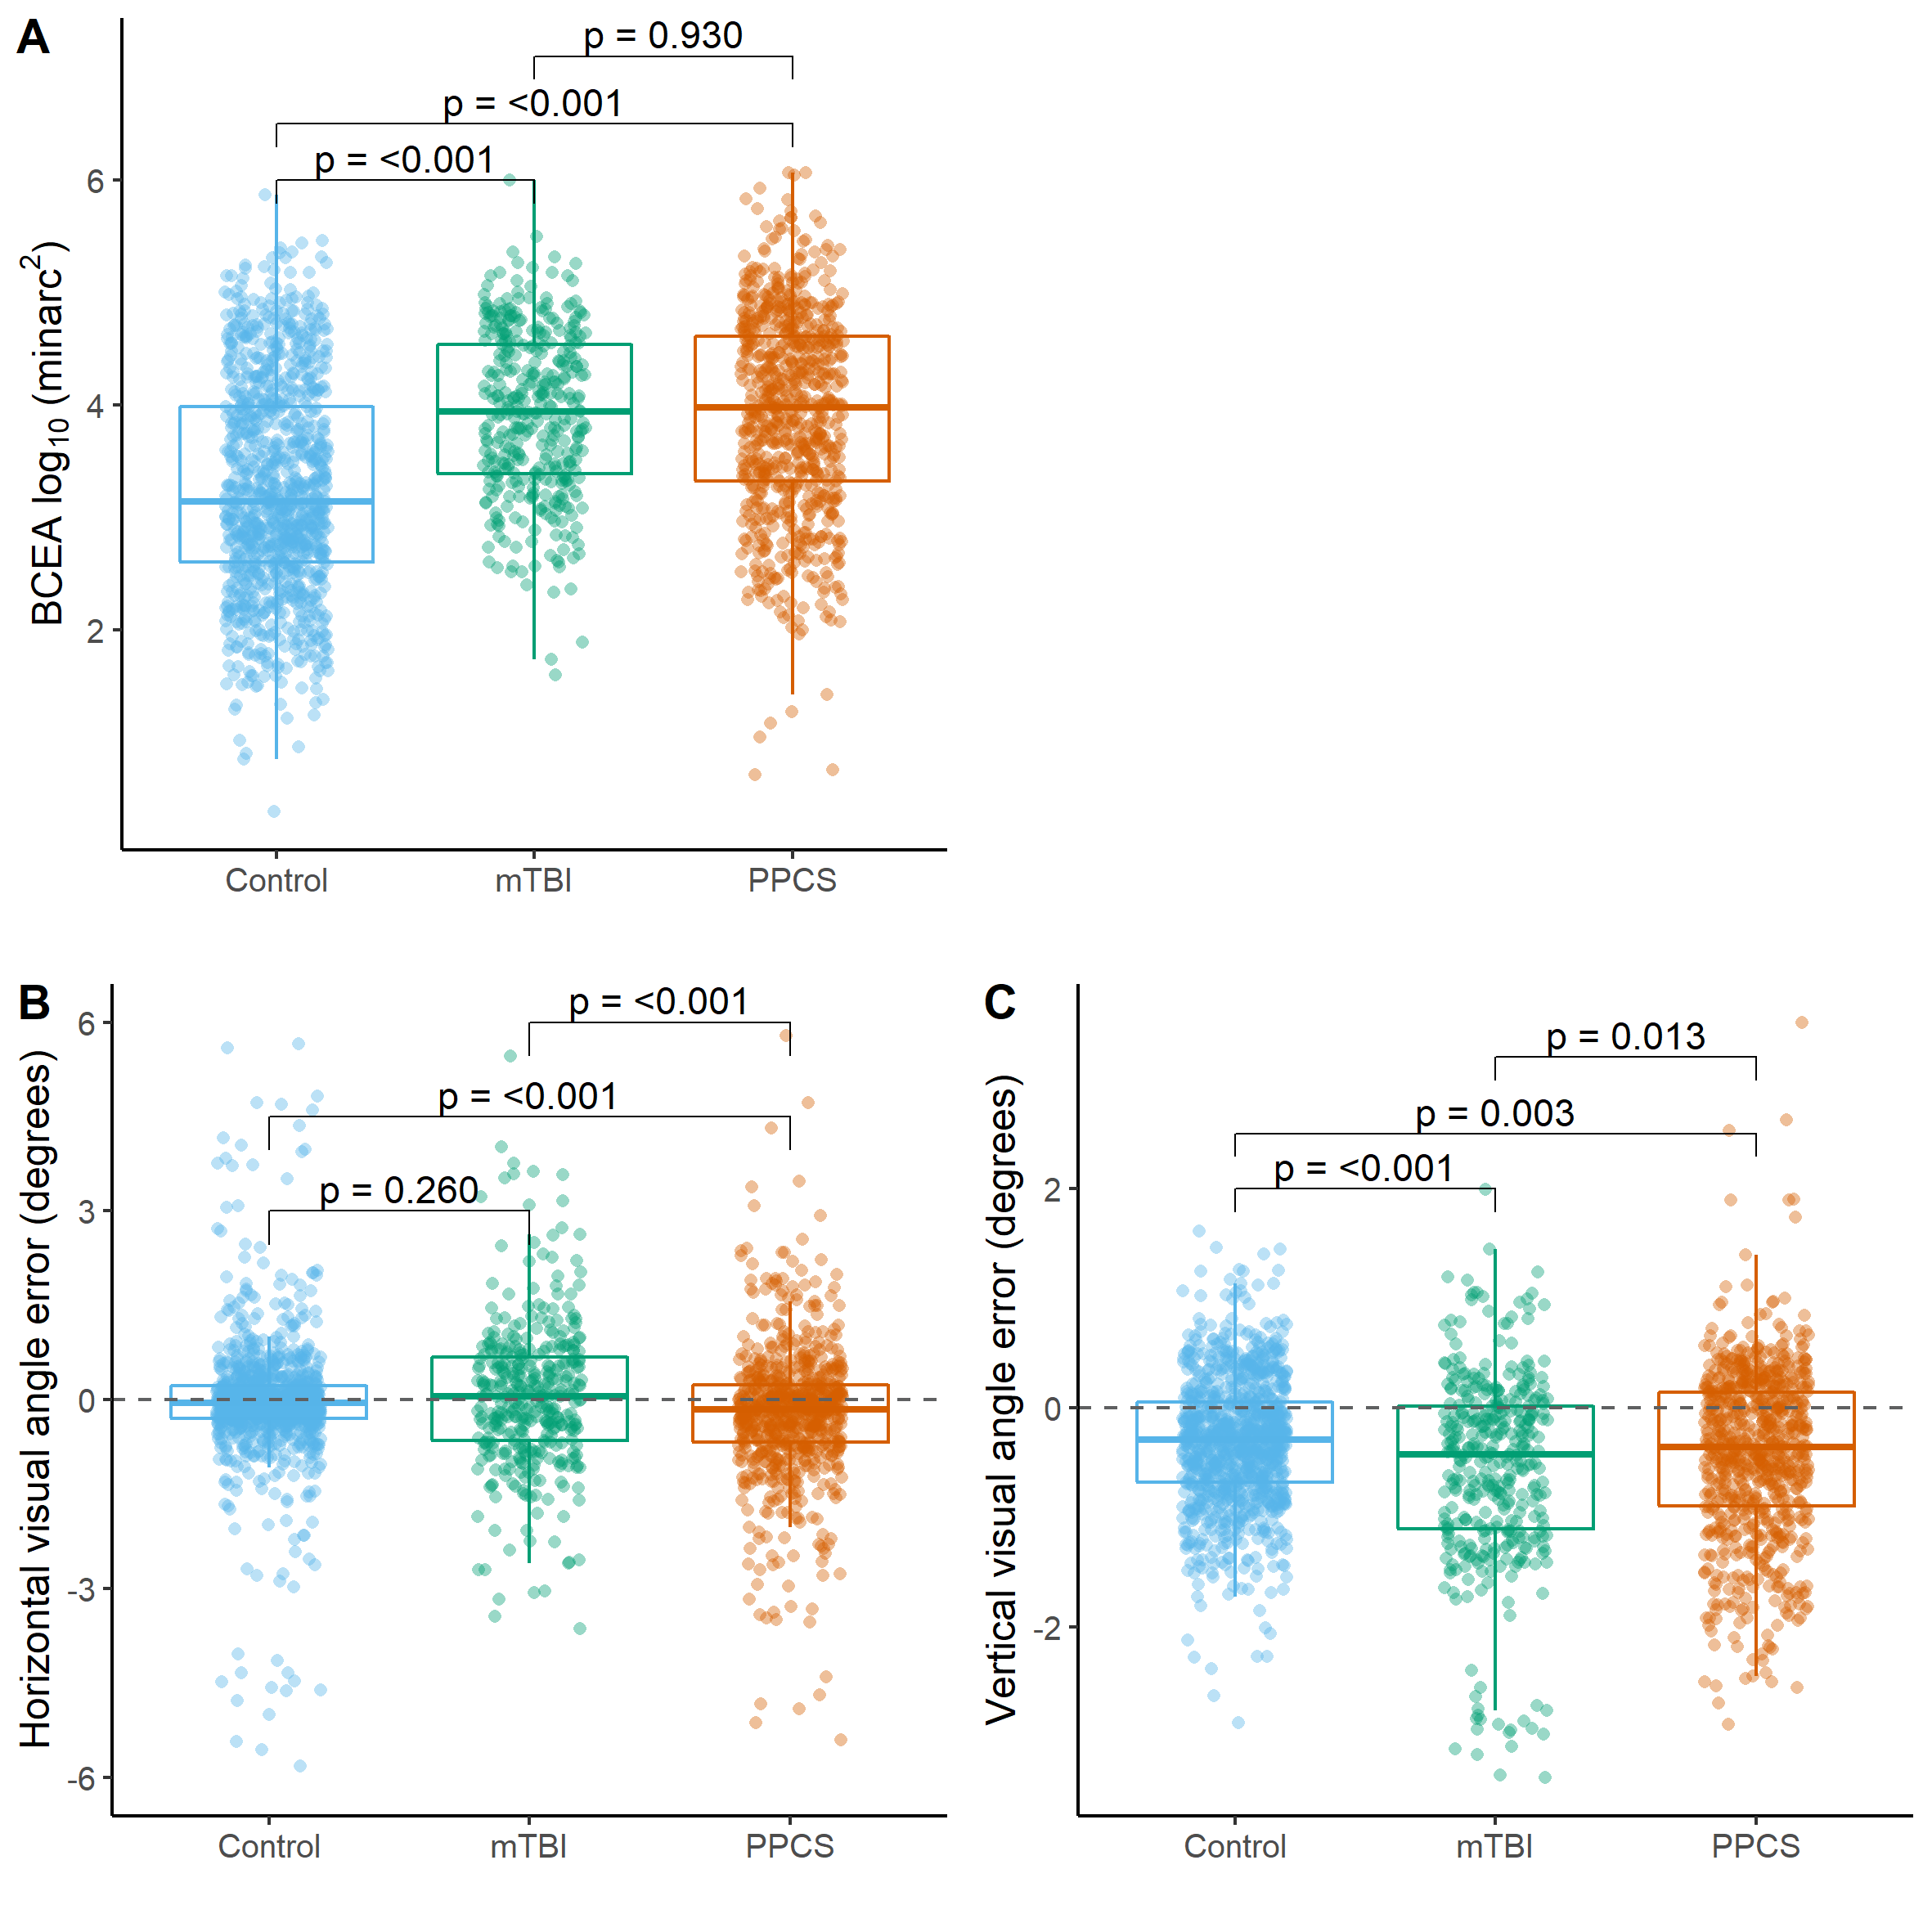 A
p = 0.930
p = <0.001
p = <0.001
BCEA log₁₀ (minarc²)
6
4
2
Control mTBI PPCS
B
p = <0.001
p = <0.001
p = 0.260
Horizontal visual angle error (degrees)
6
3
0
-3
-6
Control mTBI PPCS
C
p = 0.013
p = 0.003
p = <0.001
Vertical visual angle error (degrees)
2
0
-2
Control mTBI PPCS